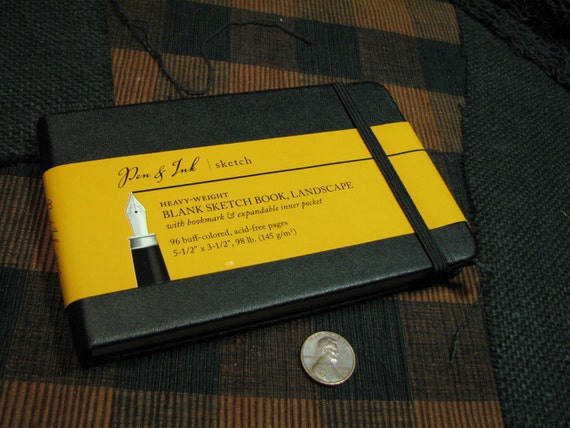 Pen & Ink | sketch
HEAVY-WEIGHT
BLANK SKETCH BOOK, LANDSCAPE
with bookmark & expandable inner pocket
96 buff-colored, acid-free pages
5-1/2" x 3-1/2", 98 lb. (145 g/m²)